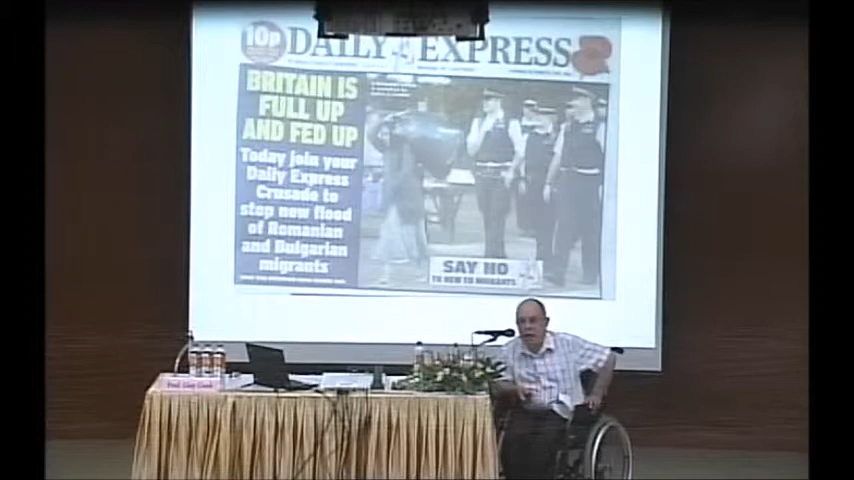 10p
DAILY EXPRESS
BRITAIN IS
FULL UP
AND FED UP
Today join your
Daily Express
Crusade to
stop new flood
of Romanian
and Bulgarian
migrants
SAY NO
TO NEW EU MIGRANTS
Prof.